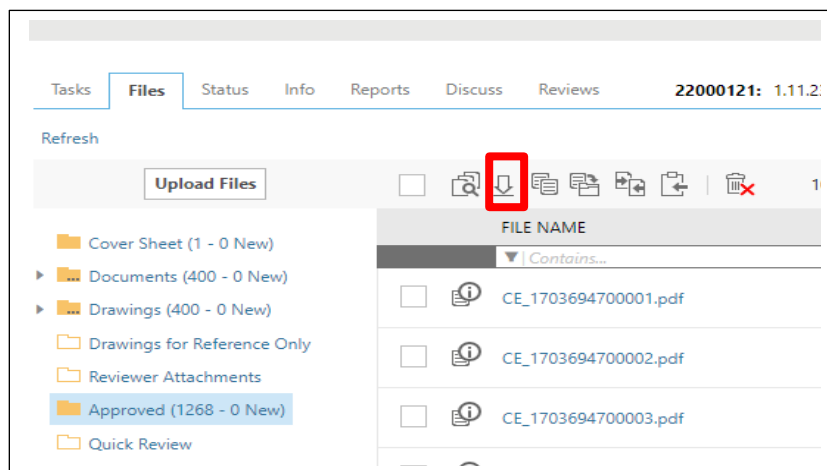 Tasks Files Status Info Reports Discuss Reviews 22000121: 1.11.2
Refresh
Upload Files
FILE NAME
Contains...
Cover Sheet (1 - 0 New)
Documents (400 - 0 New)
Drawings (400 - 0 New)
Drawings for Reference Only
Reviewer Attachments
Approved (1268 - 0 New)
Quick Review
CE_1703694700001.pdf
CE_1703694700002.pdf
CE_1703694700003.pdf